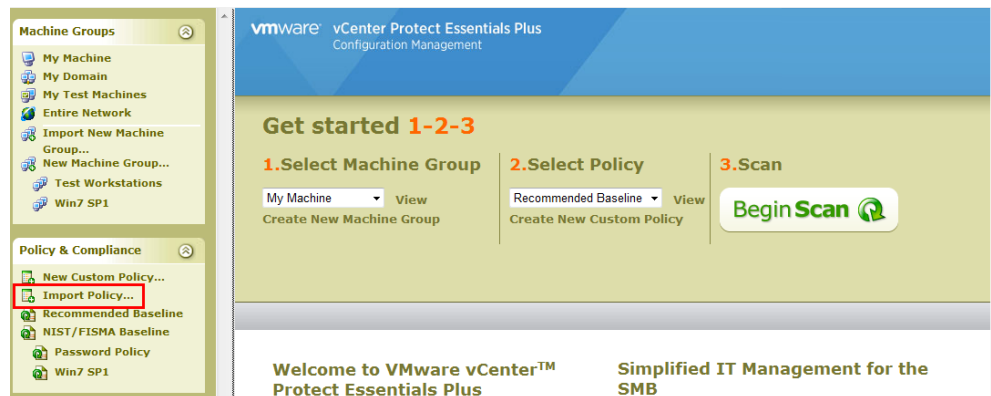 Machine Groups
My Machine
My Domain
My Test Machines
Entire Network
Import New Machine
Group...
New Machine Group...
Test Workstations
Win7 SP1
Policy & Compliance
New Custom Policy...
Import Policy...
Recommended Baseline
NIST/FISMA Baseline
Password Policy
Win7 SP1
vmware vCenter Protect Essentials Plus
Configuration Management
Get started 1-2-3
1.Select Machine Group
My Machine View
Create New Machine Group
2.Select Policy
Recommended Baseline View
Create New Custom Policy
3.Scan
Begin Scan
Welcome to VMware vCenter™
Protect Essentials Plus
Simplified IT Management for the
SMB